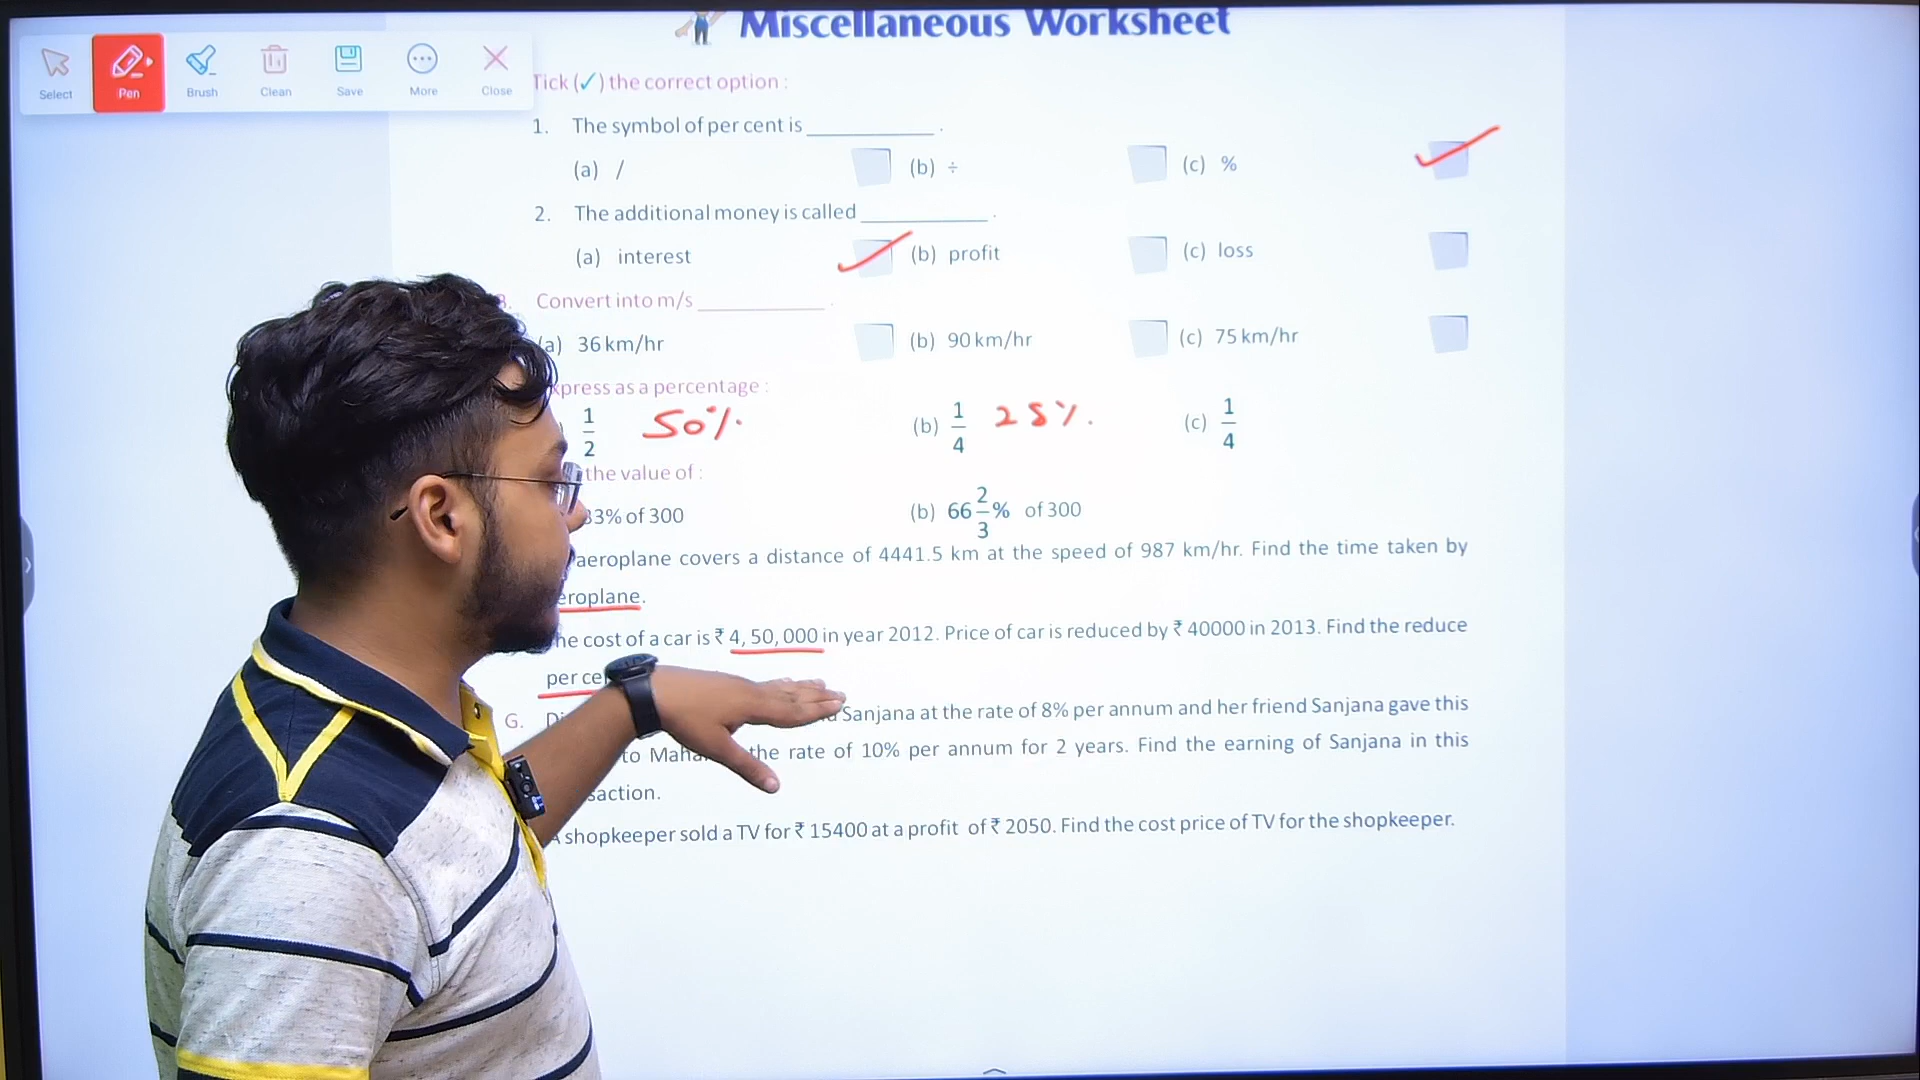 Miscellaneous Worksheet
Select Pen Brush Clean Save More Close
Tick (✓) the correct option :
1. The symbol of per cent is ____________ .
(a) / (b) ÷ (c) %
2. The additional money is called ____________ .
(a) interest (b) profit (c) loss
B. Convert into m/s ____________ .
(a) 36 km/hr (b) 90 km/hr (c) 75 km/hr
xpress as a percentage :
1/2 50% (b) 1/4 25% (c) 1/4
the value of :
33% of 300 (b) 66 2/3 % of 300
aeroplane covers a distance of 4441.5 km at the speed of 987 km/hr. Find the time taken by
eroplane.
he cost of a car is ₹ 4, 50, 000 in year 2012. Price of car is reduced by ₹ 40000 in 2013. Find the reduce
per ce
G. Sanjana at the rate of 8% per annum and her friend Sanjana gave this
to the rate of 10% per annum for 2 years. Find the earning of Sanjana in this
saction.
A shopkeeper sold a TV for ₹ 15400 at a profit of ₹ 2050. Find the cost price of TV for the shopkeeper.